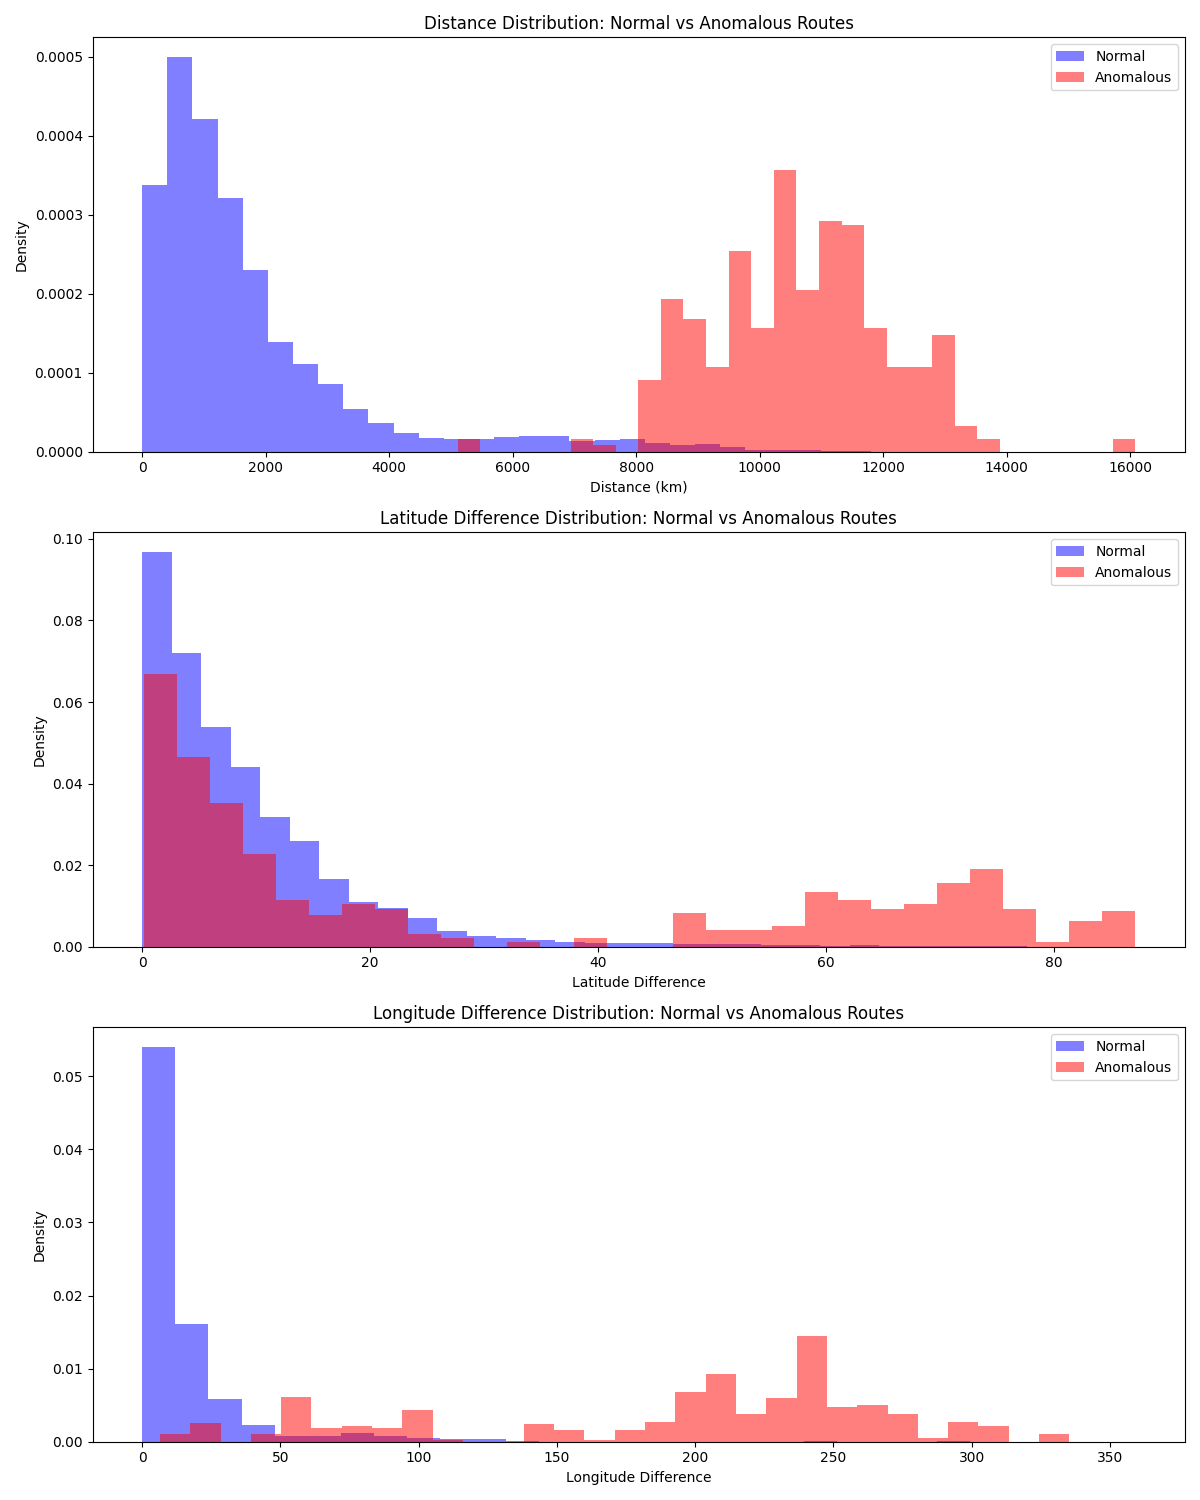 Distance Distribution: Normal vs Anomalous Routes
Normal
Anomalous
0.0005
0.0004
0.0003
0.0002
0.0001
0.0000
Density
0 2000 4000 6000 8000 10000 12000 14000 16000
Distance (km)
Latitude Difference Distribution: Normal vs Anomalous Routes
Normal
Anomalous
0.10
0.08
0.06
0.04
0.02
0.00
Density
0 20 40 60 80
Latitude Difference
Longitude Difference Distribution: Normal vs Anomalous Routes
Normal
Anomalous
0.05
0.04
0.03
0.02
0.01
0.00
Density
0 50 100 150 200 250 300 350
Longitude Difference